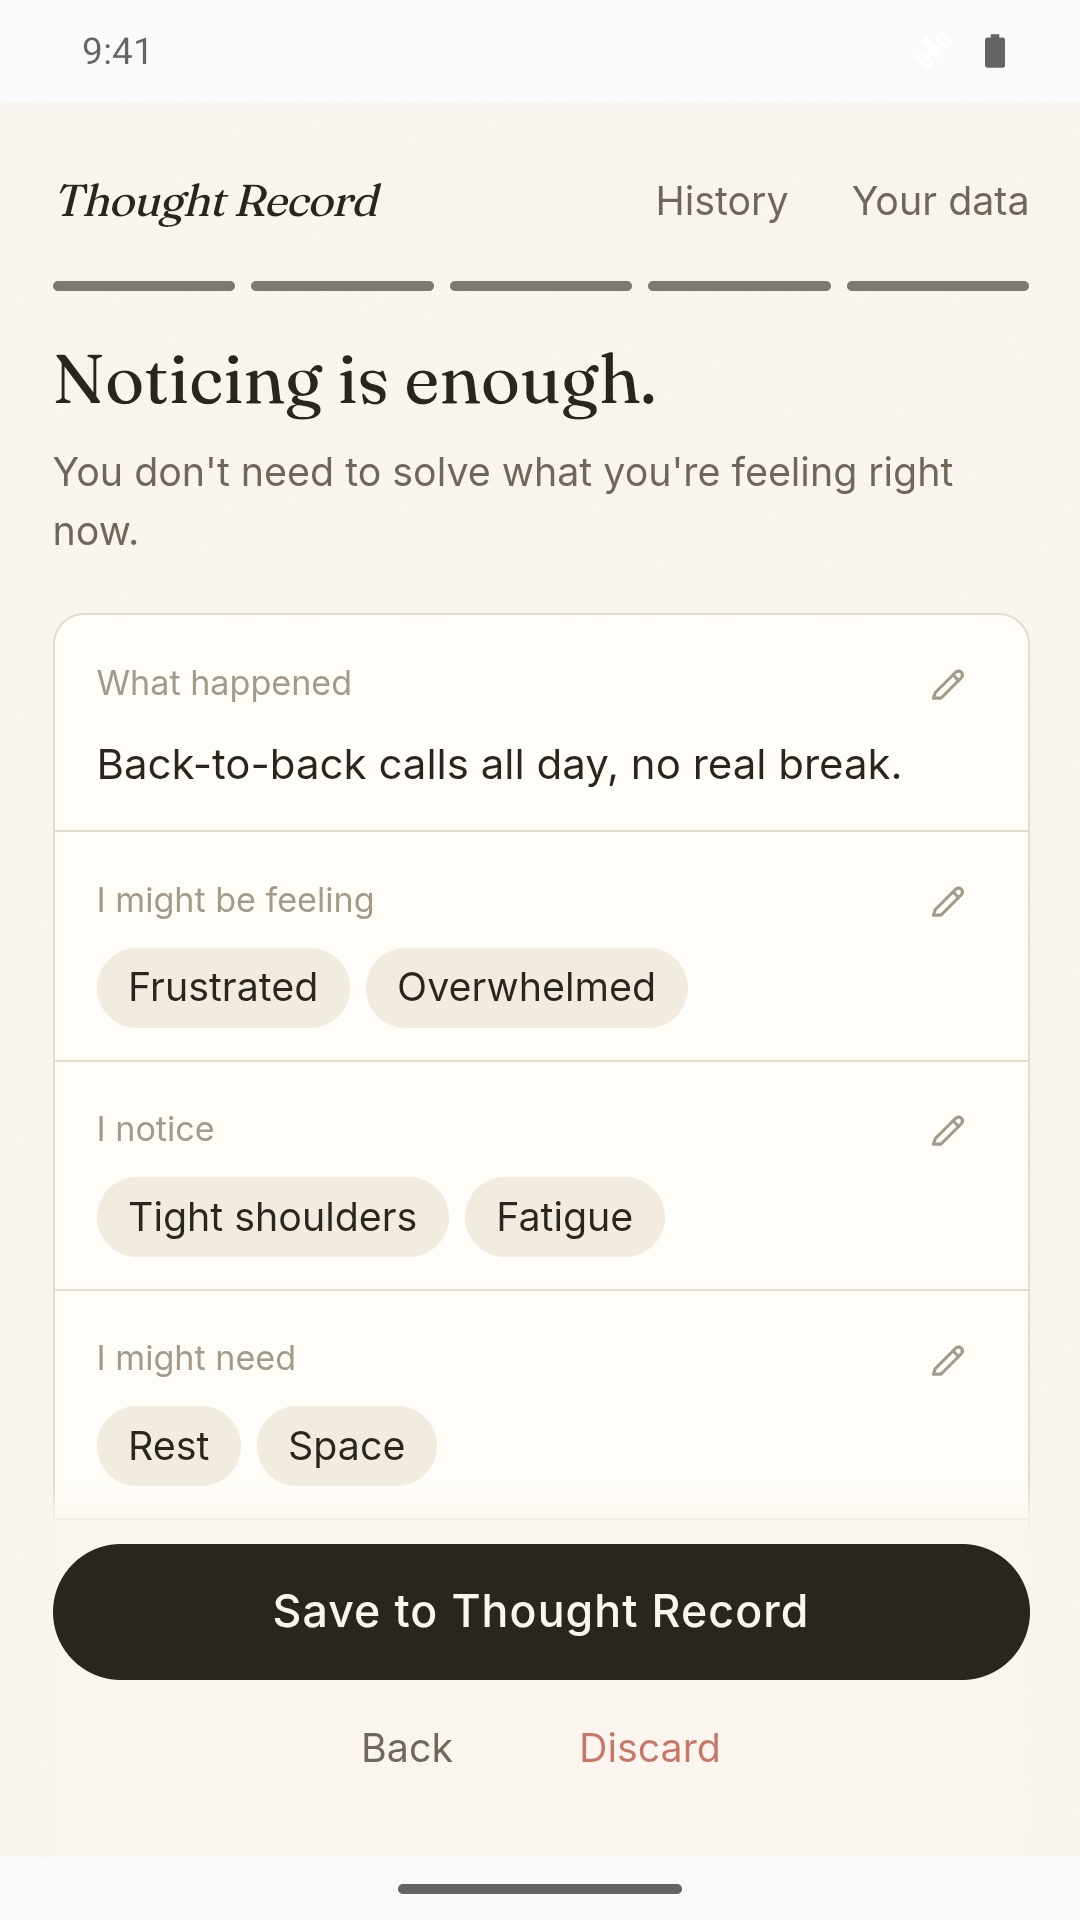 9:41
Thought Record
History
Your data
Noticing is enough.
You don't need to solve what you're feeling right
now.
What happened
Back-to-back calls all day, no real break.
I might be feeling
Frustrated
Overwhelmed
I notice
Tight shoulders
Fatigue
I might need
Rest
Space
Save to Thought Record
Back
Discard